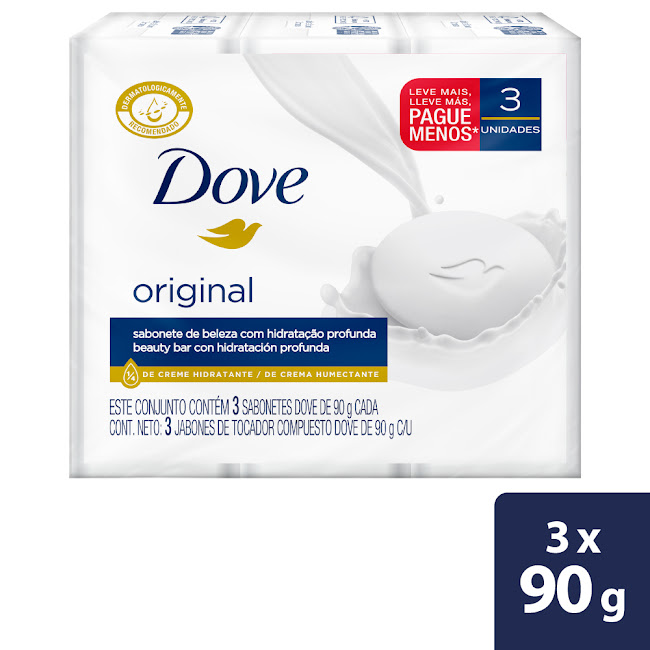 DERMATOLOGICAMENTE
RECOMENDADO
LEVE MAIS,
LLEVE MÁS,
PAGUE
MENOS*
3
UNIDADES
Dove
original
sabonete de beleza com hidratação profunda
beauty bar con hidratación profunda
1/4 DE CREME HIDRATANTE / DE CREMA HUMECTANTE
ESTE CONJUNTO CONTÉM 3 SABONETES DOVE DE 90 g CADA
CONT. NETO: 3 JABONES DE TOCADOR COMPUESTO DOVE DE 90 g C/U
3 x
90 g